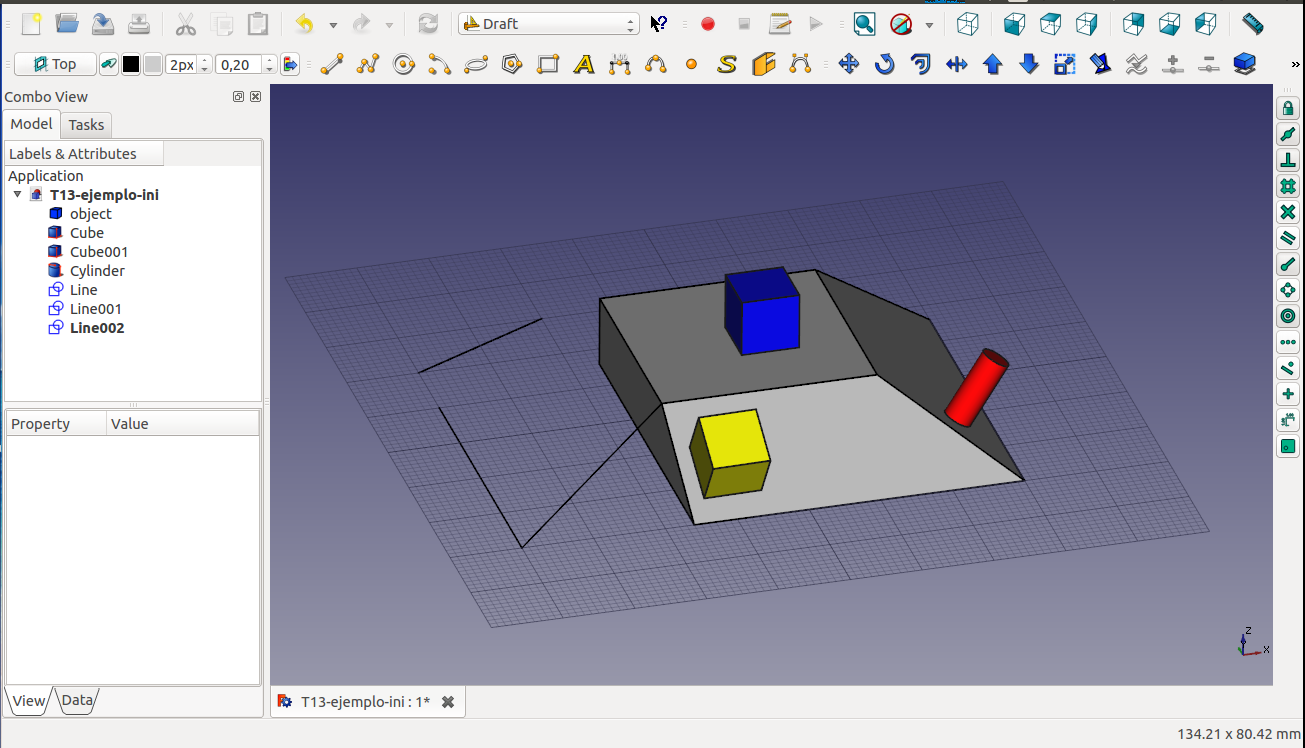 Draft
Top
2px
0,20
Combo View
Model
Tasks
Labels & Attributes
Application
T13-ejemplo-ini
object
Cube
Cube001
Cylinder
Line
Line001
Line002
Property
Value
View
Data
T13-ejemplo-ini : 1*
Z
X
134.21 x 80.42 mm